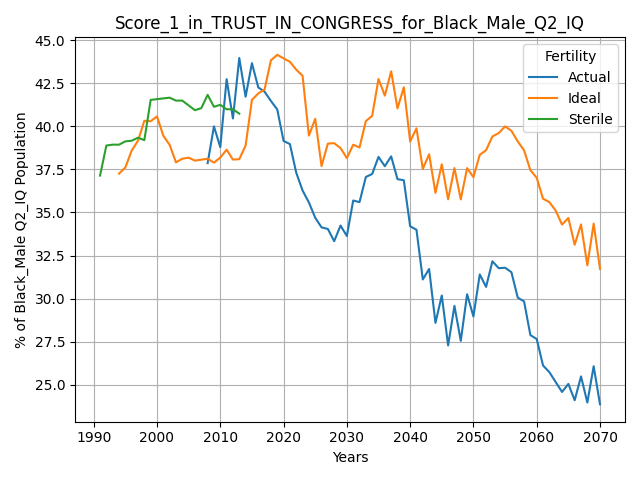 Score_1_in_TRUST_IN_CONGRESS_for_Black_Male_Q2_IQ
% of Black_Male Q2_IQ Population
45.0
42.5
40.0
37.5
35.0
32.5
30.0
27.5
25.0
Fertility
Actual
Ideal
Sterile
1990 2000 2010 2020 2030 2040 2050 2060 2070
Years